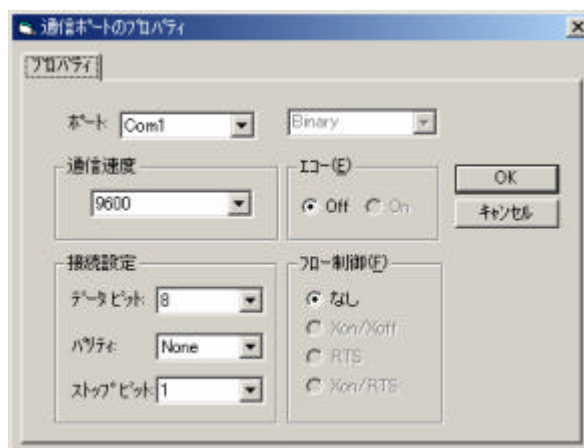 通信ﾎﾟｰﾄのﾌﾟﾛﾊﾟﾃｨ
ﾌﾟﾛﾊﾟﾃｨ
ﾎﾟｰﾄ: Com1
Binary
通信速度
9600
ｴｺｰ(E)
Off On
OK
ｷｬﾝｾﾙ
接続設定
ﾃﾞｰﾀ ﾋﾞｯﾄ: 8
ﾊﾟﾘﾃｨ: None
ｽﾄｯﾌﾟ ﾋﾞｯﾄ: 1
ﾌﾛｰ制御(F)
なし
Xon/Xoff
RTS
Xon/RTS